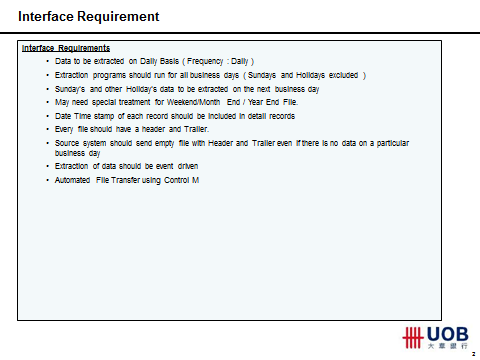 Interface Requirement
Interface Requirements
• Data to be extracted on Daily Basis ( Frequency : Daily )
• Extraction programs should run for all business days ( Sundays and Holidays excluded )
• Sunday's and other Holiday's data to be extracted on the next business day
• May need special treatment for Weekend/Month End / Year End File.
• Date Time stamp of each record should be included in detail records
• Every file should have a header and Trailer.
• Source system should send empty file with Header and Trailer even if there is no data on a particular
business day
• Extraction of data should be event driven
• Automated File Transfer using Control M
UOB
大華銀行
2